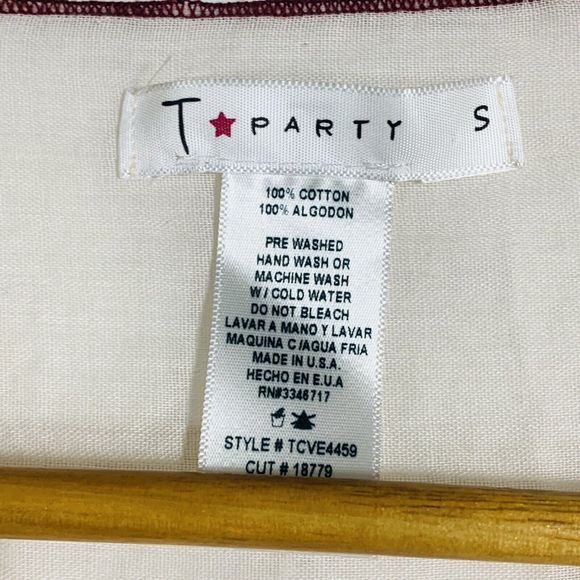 T★PARTY S
100% COTTON
100% ALGODON
PRE WASHED
HAND WASH OR
MACHINE WASH
W/ COLD WATER
DO NOT BLEACH
LAVAR A MANO Y LAVAR
MAQUINA C/AGUA FRIA
MADE IN U.S.A.
HECHO EN E.U.A
RN#3346717
STYLE # TCVE4459
CUT # 18779